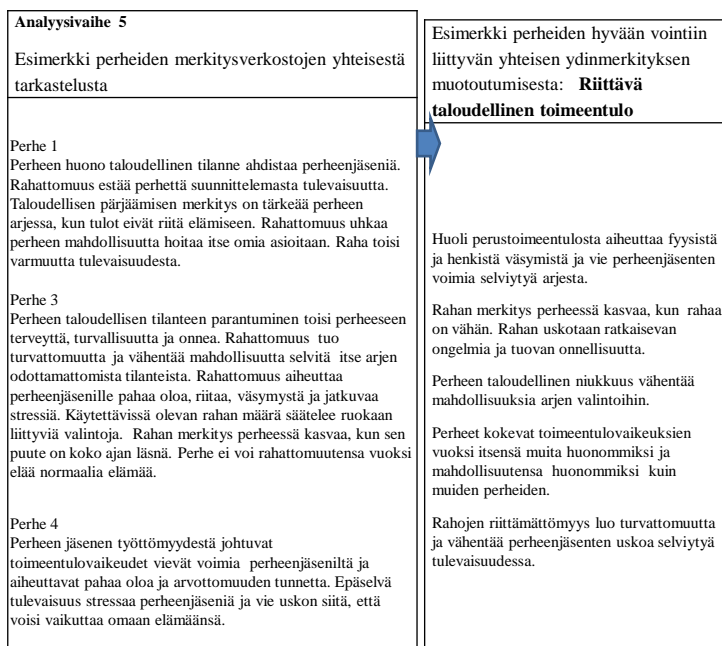 Analyysivaihe 5
Esimerkki perheiden merkitysverkostojen yhteisestä
tarkastelusta
Perhe 1
Perheen huono taloudellinen tilanne ahdistaa perheenjäseniä.
Rahattomuus estää perhettä suunnittelemasta tulevaisuutta.
Taloudellisen pärjäämisen merkitys on tärkeää perheen
arjessa, kun tulot eivät riitä elämiseen. Rahattomuus uhkaa
perheen mahdollisuutta hoitaa itse omia asioitaan. Raha toisi
varmuutta tulevaisuudesta.
Perhe 3
Perheen taloudellisen tilanteen parantuminen toisi perheeseen
terveyttä, turvallisuutta ja onnea. Rahattomuus tuo
turvattomuutta ja vähentää mahdollisuutta selvitä itse arjen
odottamattomista tilanteista. Rahattomuus aiheuttaa
perheenjäsenille pahaa oloa, riitaa, väsymystä ja jatkuvaa
stressiä. Käytettävissä olevan rahan määrä säätelee ruokaan
liittyviä valintoja. Rahan merkitys perheessä kasvaa, kun sen
puute on koko ajan läsnä. Perhe ei voi rahattomuutensa vuoksi
elää normaalia elämää.
Perhe 4
Perheen jäsenen työttömyydestä johtuvat
toimeentulovaikeudet vievät voimia perheenjäseniltä ja
aiheuttavat pahaa oloa ja arvottomuuden tunnetta. Epäselvä
tulevaisuus stressaa perheenjäseniä ja vie uskon siitä, että
voisi vaikuttaa omaan elämäänsä.
Esimerkki perheiden hyvään vointiin
liittyvän yhteisen ydinmerkityksen
muotoutumisesta: Riittävä
taloudellinen toimeentulo
Huoli perustoimeentulosta aiheuttaa fyysistä
ja henkistä väsymistä ja vie perheenjäsenten
voimia selviytyä arjesta.
Rahan merkitys perheessä kasvaa, kun rahaa
on vähän. Rahan uskotaan ratkaisevan
ongelmia ja tuovan onnellisuutta.
Perheen taloudellinen niukkuus vähentää
mahdollisuuksia arjen valintoihin.
Perheet kokevat toimeentulovaikeuksien
vuoksi itsensä muita huonommiksi ja
mahdollisuutensa huonommiksi kuin
muiden perheiden.
Rahojen riittämättömyys luo turvattomuutta
ja vähentää perheenjäsenten uskoa selviytyä
tulevaisuudessa.